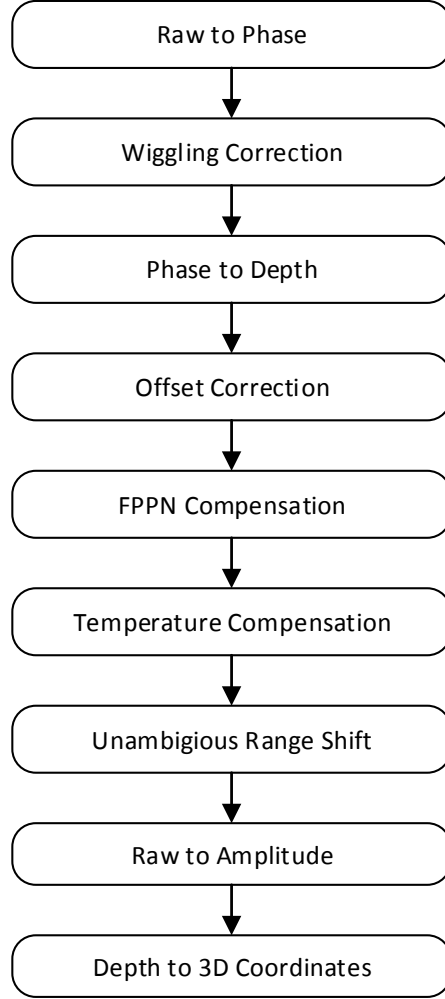 Raw to Phase
Wiggling Correction
Phase to Depth
Offset Correction
FPPN Compensation
Temperature Compensation
Unambigious Range Shift
Raw to Amplitude
Depth to 3D Coordinates